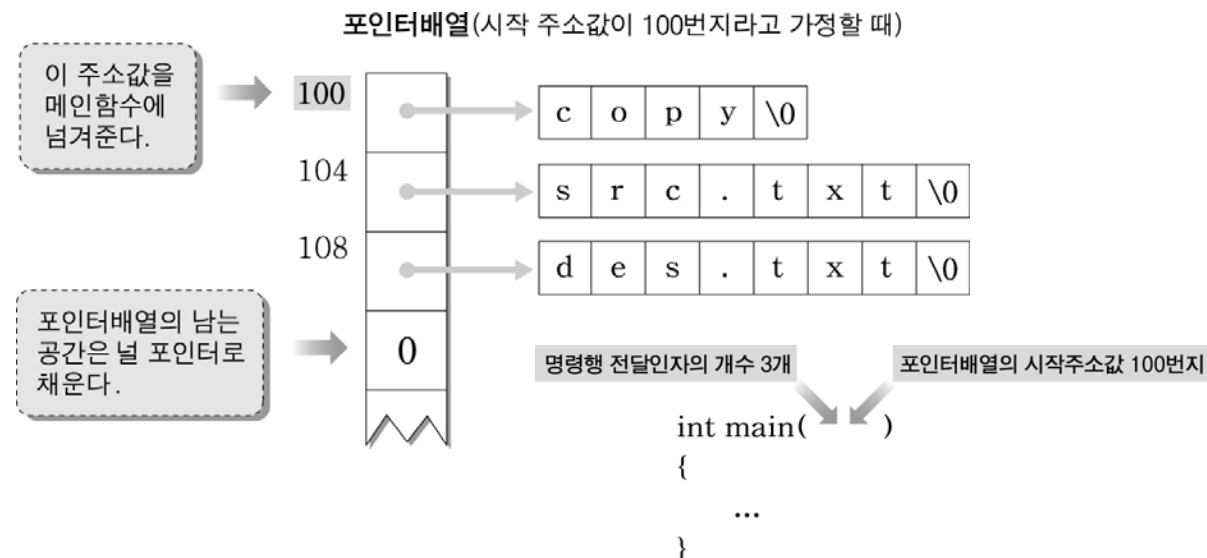 포인터배열(시작 주소값이 100번지라고 가정할 때)
이 주소값을
메인함수에
넘겨준다.
100
c o p y \0
104
s r c . t x t \0
108
d e s . t x t \0
포인터배열의 남는
공간은 널 포인터로
채운다.
0
명령행 전달인자의 개수 3개
포인터배열의 시작주소값 100번지
int main( )
{
...
}